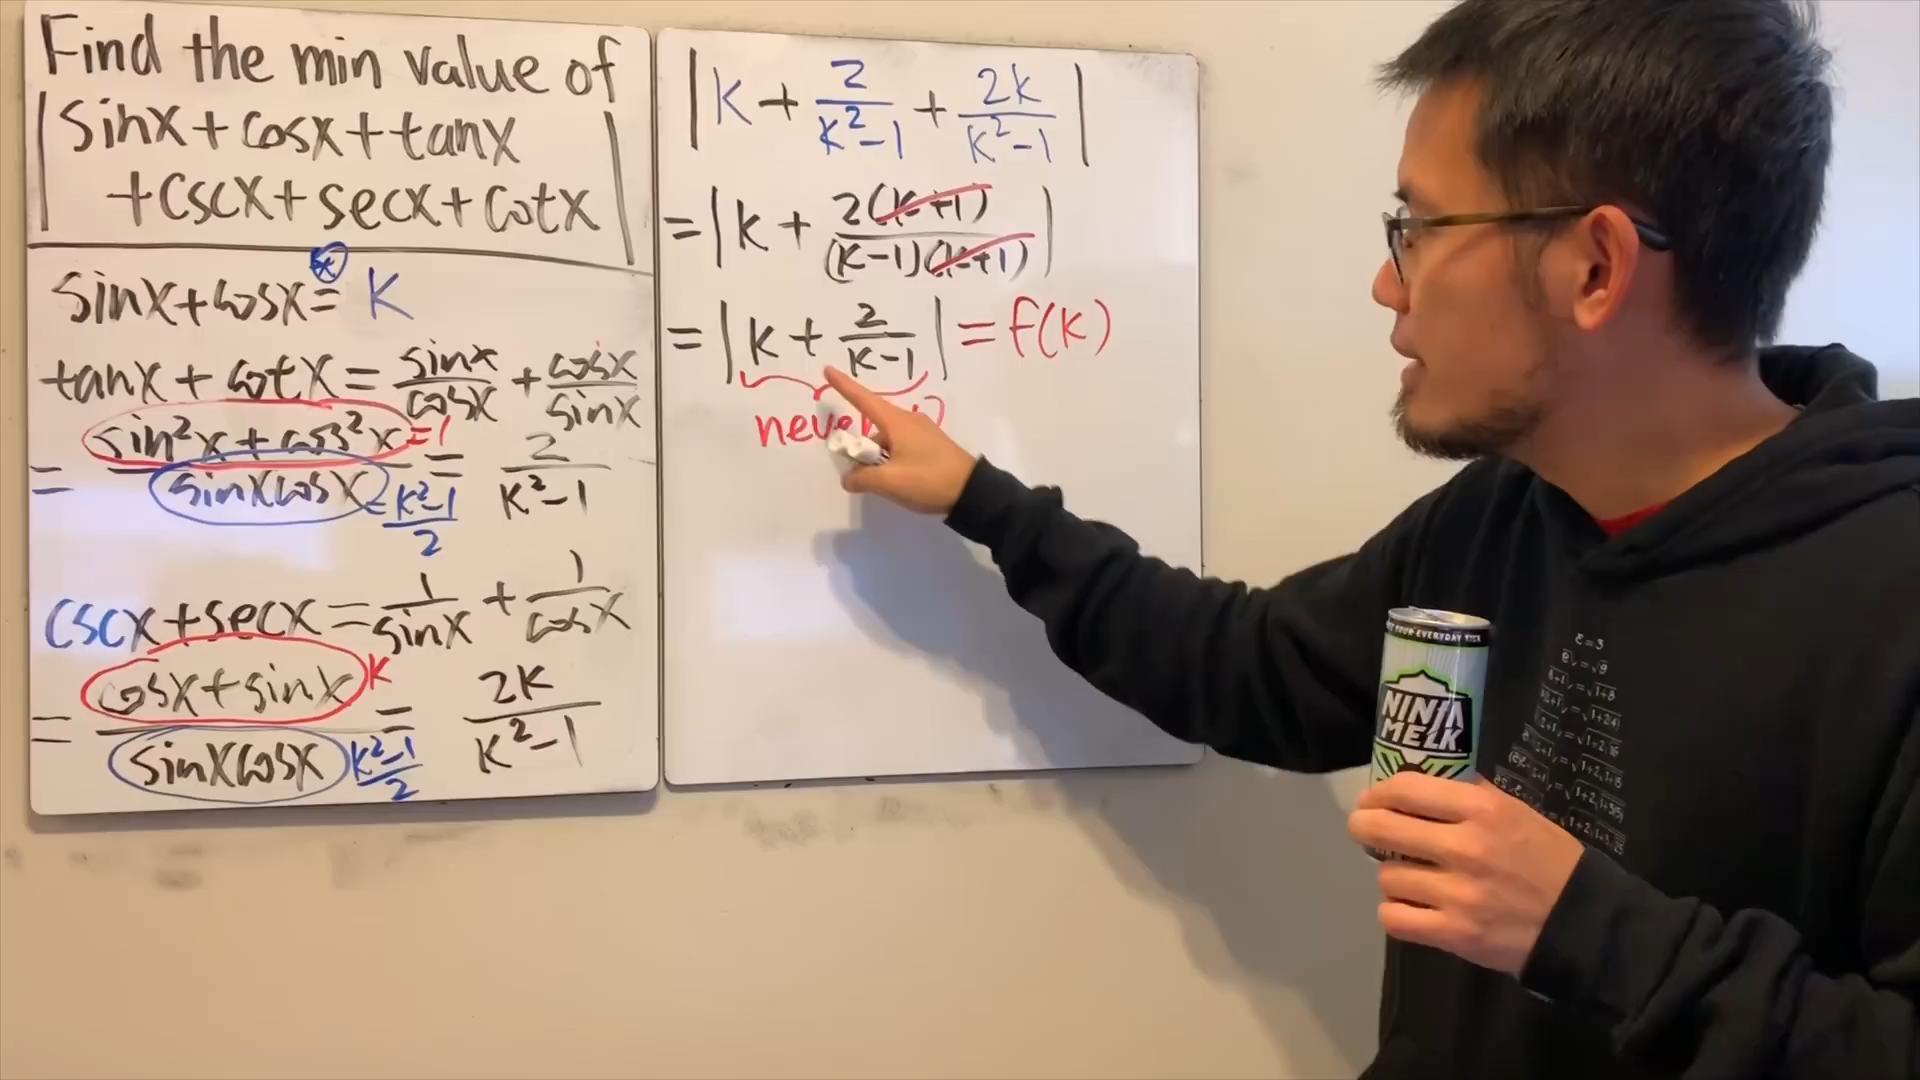 Find the min value of
|sinx+cosx+tanx
+cscx+secx+cotx|
sinx+cosx=K
tanx+cotx=sinx/cosx+cosx/sinx
=(sin²x+cos²x)=1/(sinxcosx)=(K²-1)/2=2/(K²-1)
cscx+secx=1/sinx+1/cosx
=(cosx+sinx) K/(sinxcosx) (K²-1)/2=2K/(K²-1)
|K+2/(K²-1)+2K/(K²-1)|
=|K+2(K+1)/((K-1)(K+1))|
=|K+2/(K-1)|=f(K)
never
NINJA
MELK